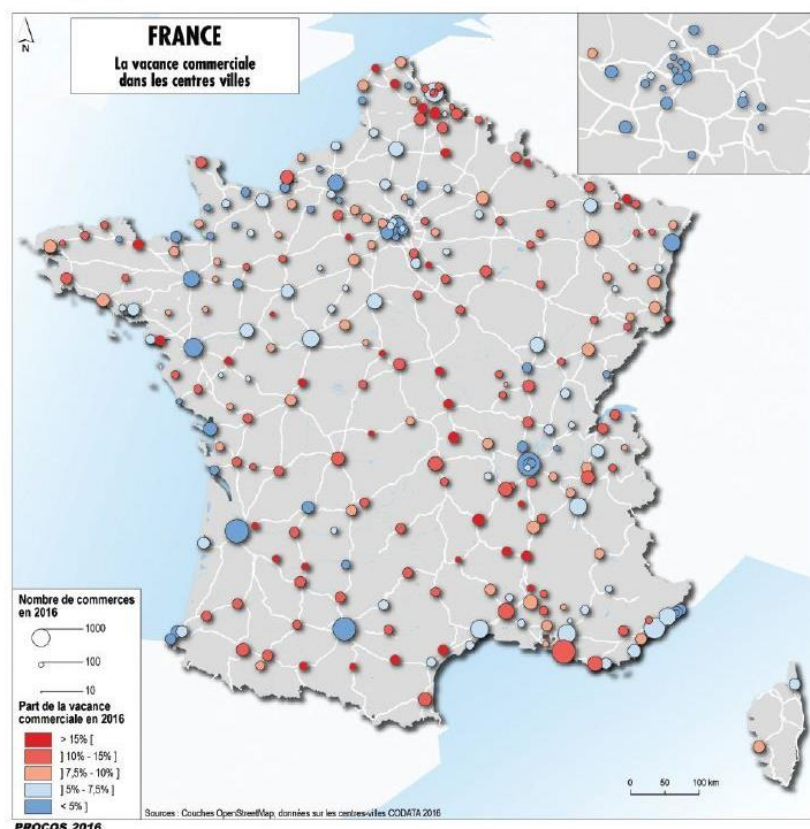 FRANCE
La vacance commerciale
dans les centres villes
N
Nombre de commerces
en 2016
1000
100
10
Part de la vacance
commerciale en 2016
> 15% [
] 10% - 15% ]
] 7,5% - 10% ]
] 5% - 7,5% ]
< 5% ]
0 50 100 km
Sources : Couches OpenStreetMap, données sur les centres-villes CODATA 2016
PROCOS 2016